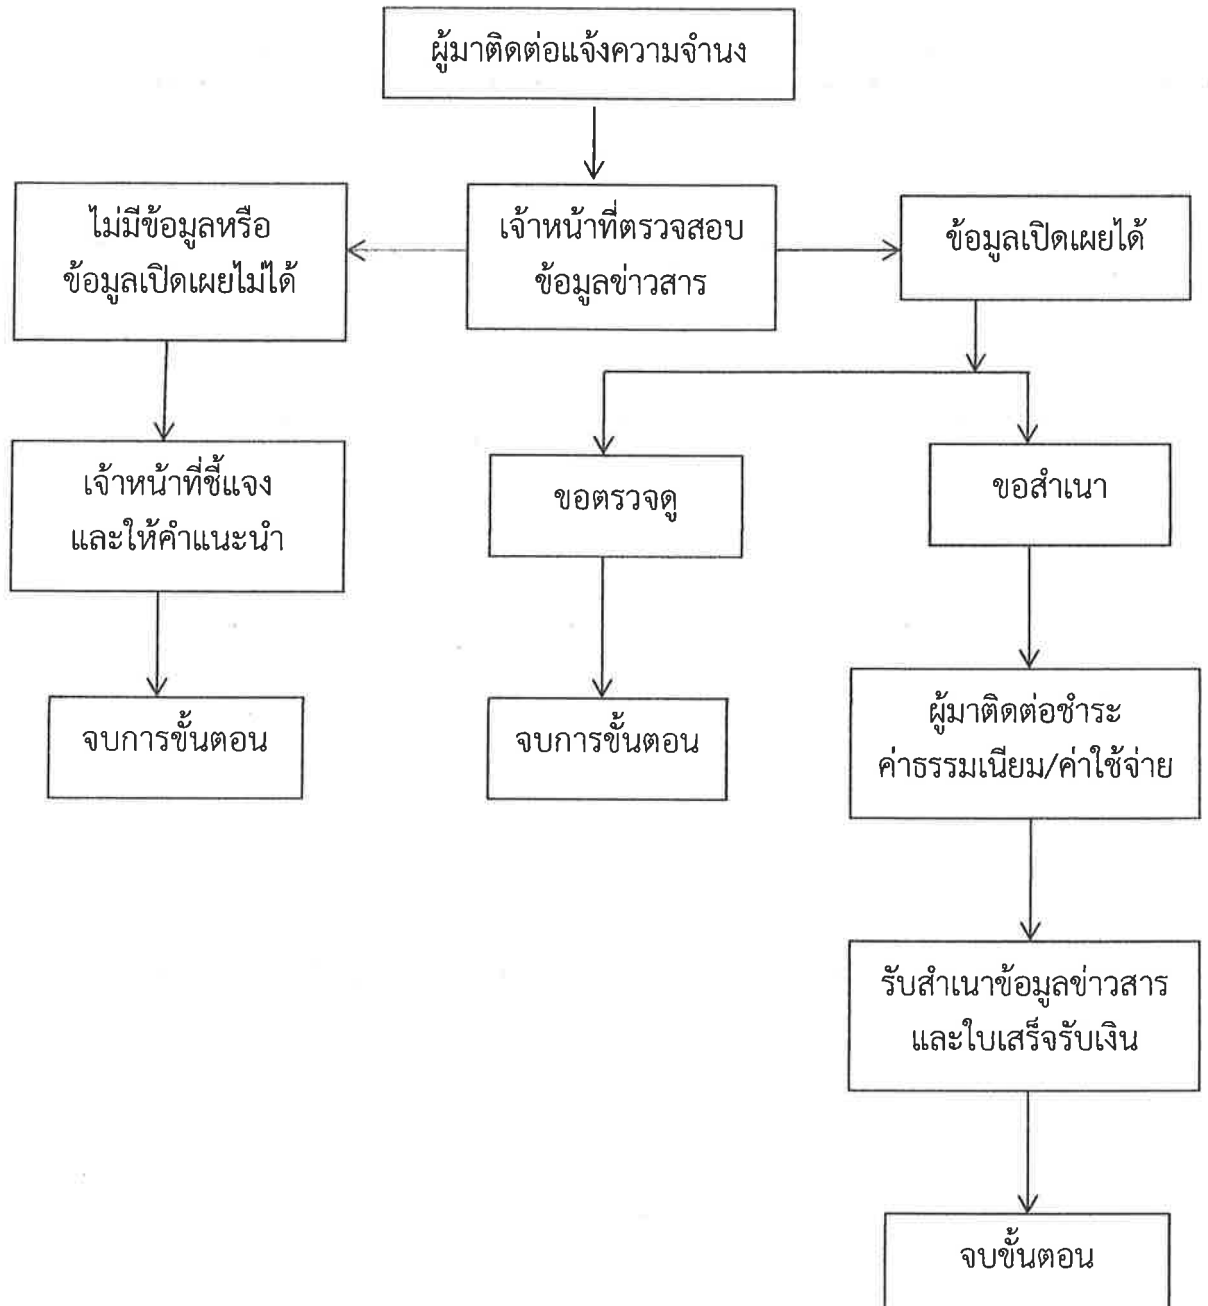 ผู้มาติดต่อแจ้งความจำนง
ไม่มีข้อมูลหรือ
ข้อมูลเปิดเผยไม่ได้
เจ้าหน้าที่ตรวจสอบ
ข้อมูลข่าวสาร
ข้อมูลเปิดเผยได้
เจ้าหน้าที่ชี้แจง
และให้คำแนะนำ
ขอตรวจดู
ขอสำเนา
จบการขั้นตอน
จบการขั้นตอน
ผู้มาติดต่อชำระ
ค่าธรรมเนียม/ค่าใช้จ่าย
รับสำเนาข้อมูลข่าวสาร
และใบเสร็จรับเงิน
จบขั้นตอน